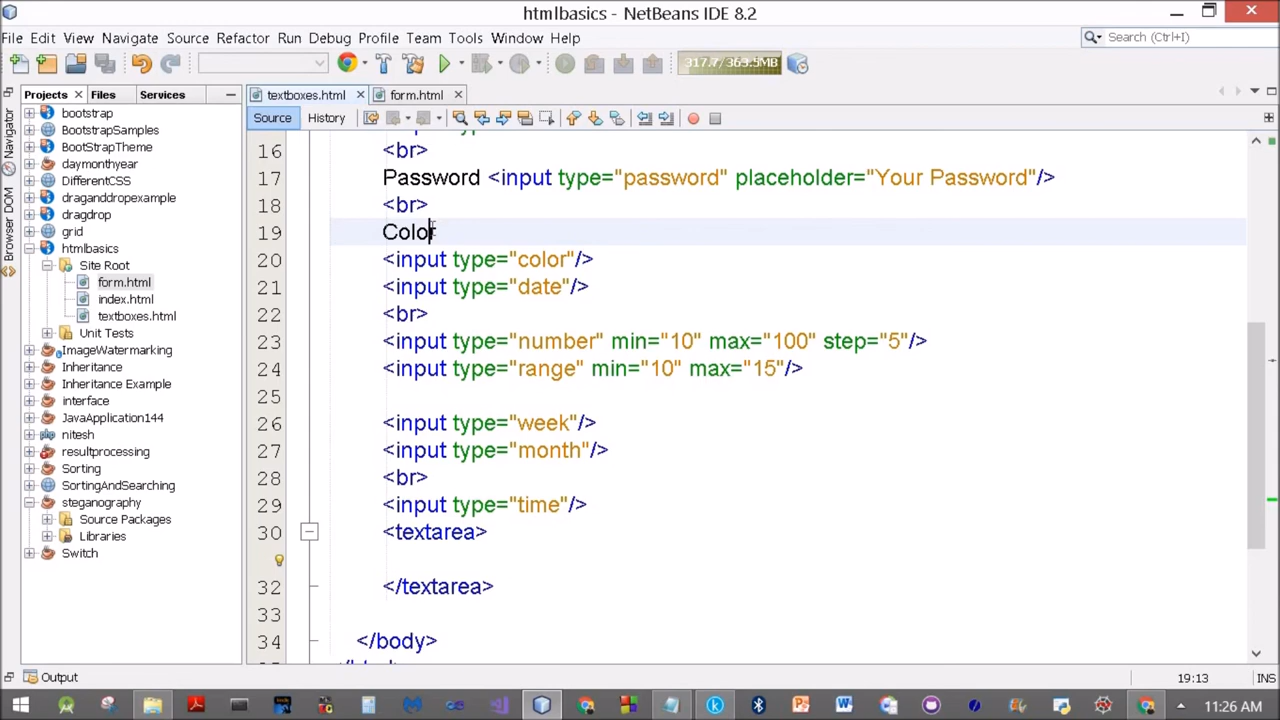 htmlbasics - NetBeans IDE 8.2
File Edit View Navigate Source Refactor Run Debug Profile Team Tools Window Help
Search (Ctrl+I)
317.7/363.5MB
Projects Files Services
textboxes.html form.html
Source History
Navigator
Browser DOM
bootstrap
BootstrapSamples
BootStrapTheme
daymonthyear
DifferentCSS
draganddropexample
dragdrop
grid
htmlbasics
Site Root
form.html
index.html
textboxes.html
Unit Tests
ImageWatermarking
Inheritance
Inheritance Example
interface
JavaApplication144
nitesh
resultprocessing
Sorting
SortingAndSearching
steganography
Source Packages
Libraries
Switch
16 <br>
17 Password <input type="password" placeholder="Your Password"/>
18 <br>
19 Color
20 <input type="color"/>
21 <input type="date"/>
22 <br>
23 <input type="number" min="10" max="100" step="5"/>
24 <input type="range" min="10" max="15"/>
25
26 <input type="week"/>
27 <input type="month"/>
28 <br>
29 <input type="time"/>
30 <textarea>
32 </textarea>
33
34 </body>
Output
19:13 INS
11:26 AM